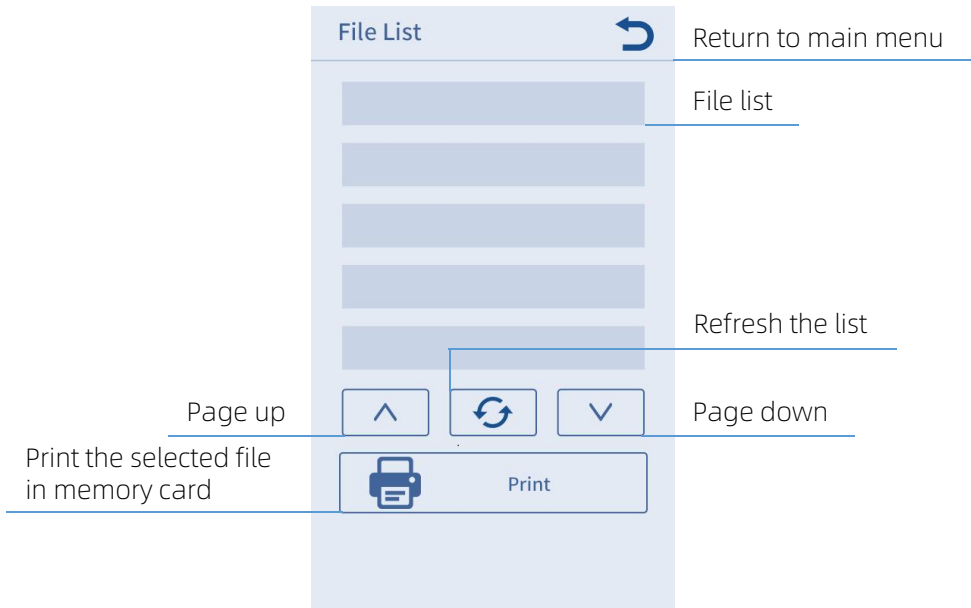 File List
Return to main menu
File list
Refresh the list
Page up
Page down
Print the selected file
in memory card
Print